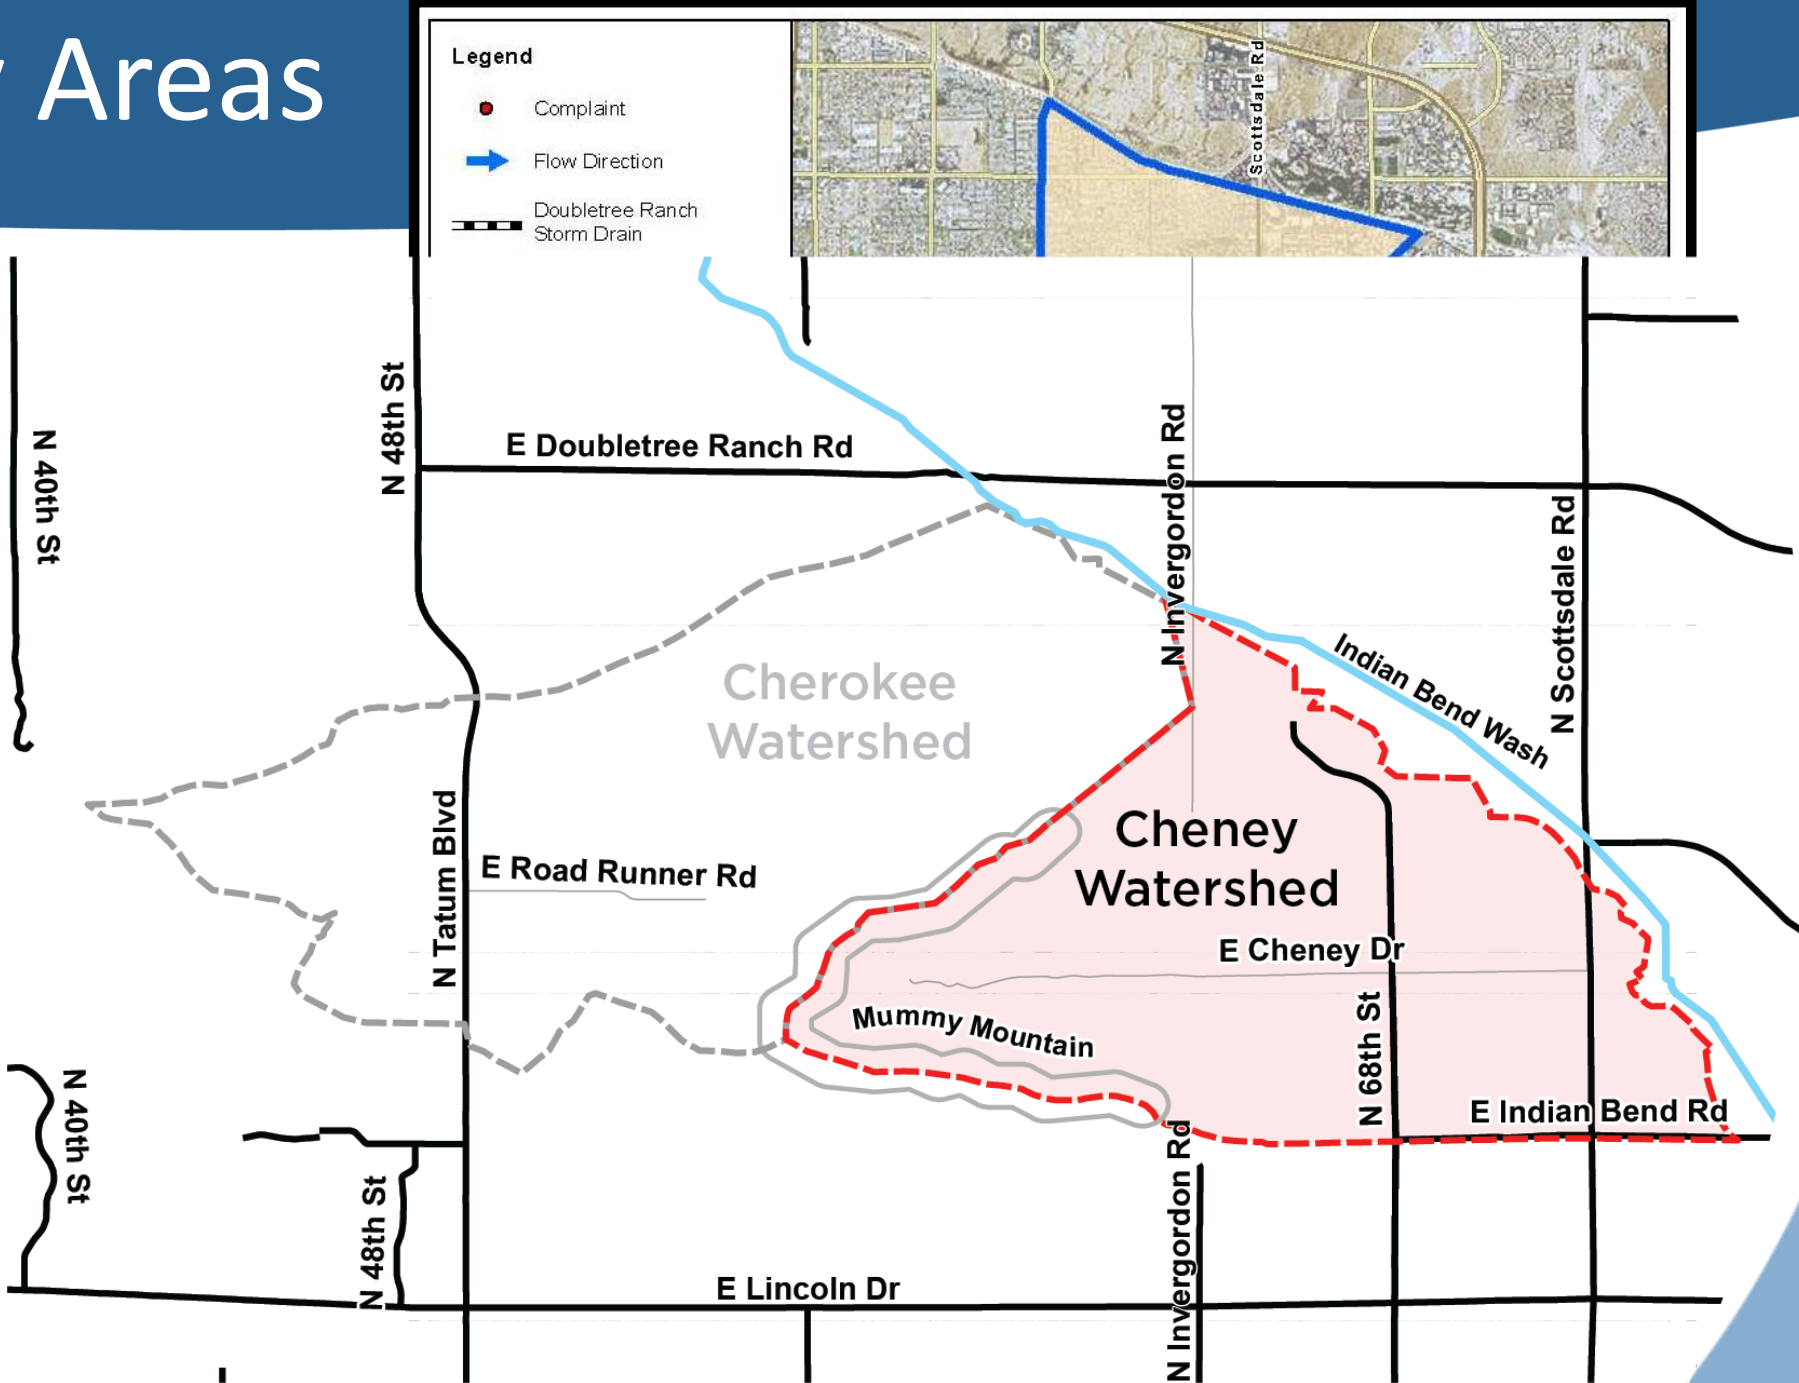 Areas
Legend
Complaint
Flow Direction
Doubletree Ranch
Storm Drain
Scottsdale Rd
N 40th St
N 48th St
E Doubletree Ranch Rd
N Invergordon Rd
N Scottsdale Rd
Indian Bend Wash
Cherokee
Watershed
Cheney
Watershed
N Tatum Blvd
E Road Runner Rd
E Cheney Dr
Mummy Mountain
N 68th St
E Indian Bend Rd
N 40th St
N 48th St
N Invergordon Rd
E Lincoln Dr